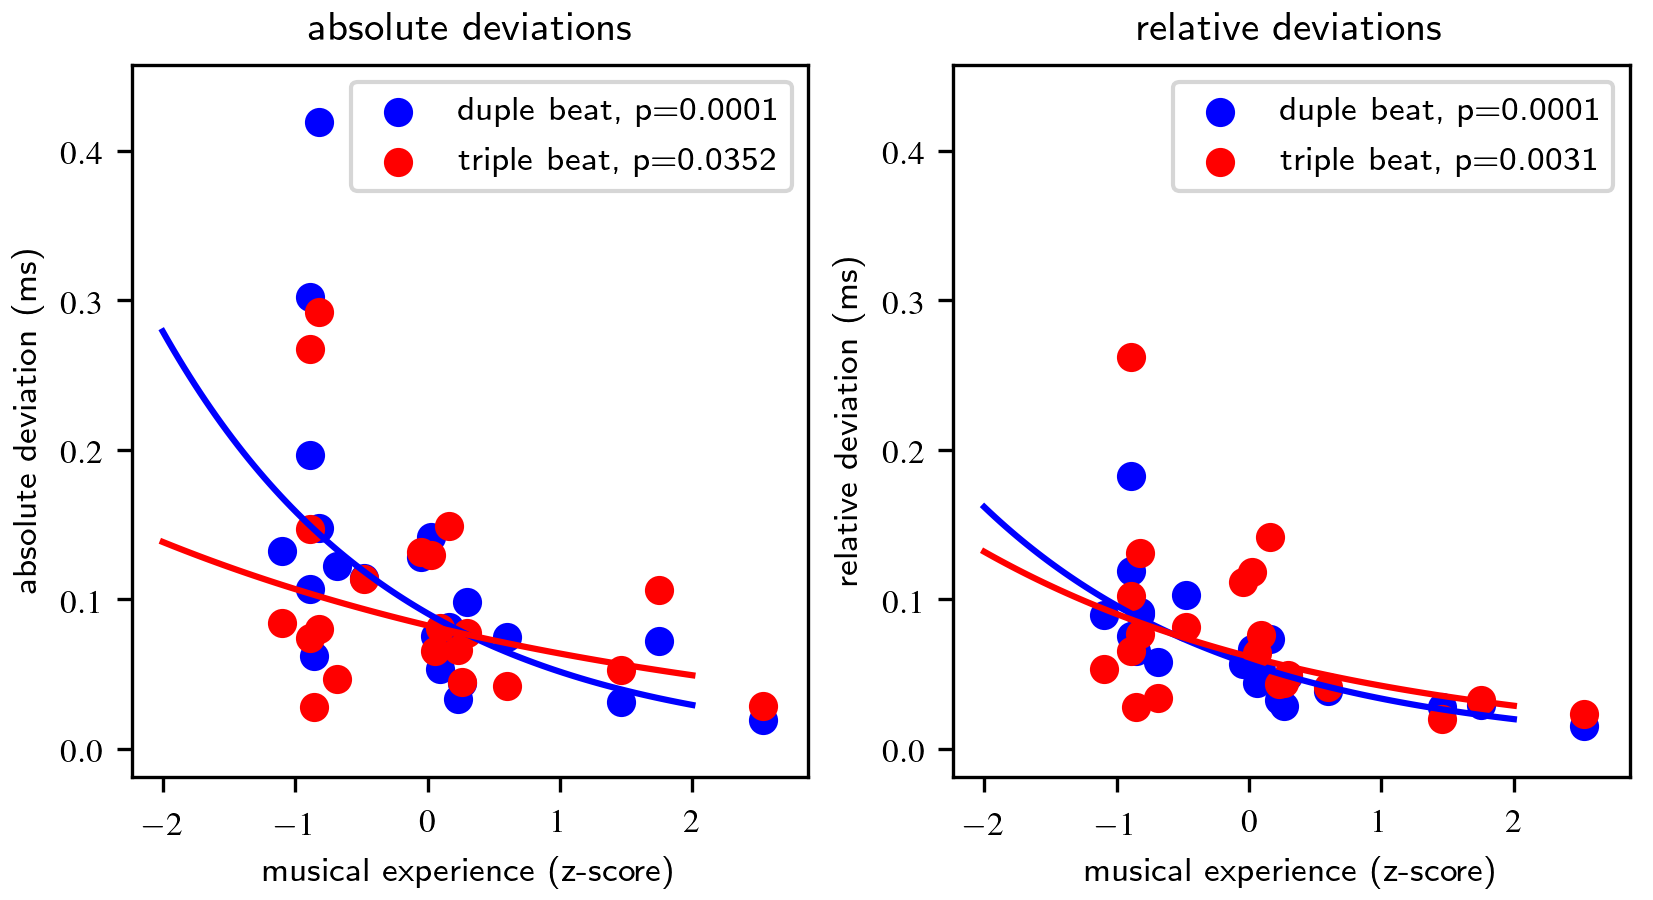 absolute deviations
duple beat, p=0.0001
triple beat, p=0.0352
absolute deviation (ms)
0.4
0.3
0.2
0.1
0.0
−2 −1 0 1 2
musical experience (z-score)
relative deviations
duple beat, p=0.0001
triple beat, p=0.0031
relative deviation (ms)
0.4
0.3
0.2
0.1
0.0
−2 −1 0 1 2
musical experience (z-score)